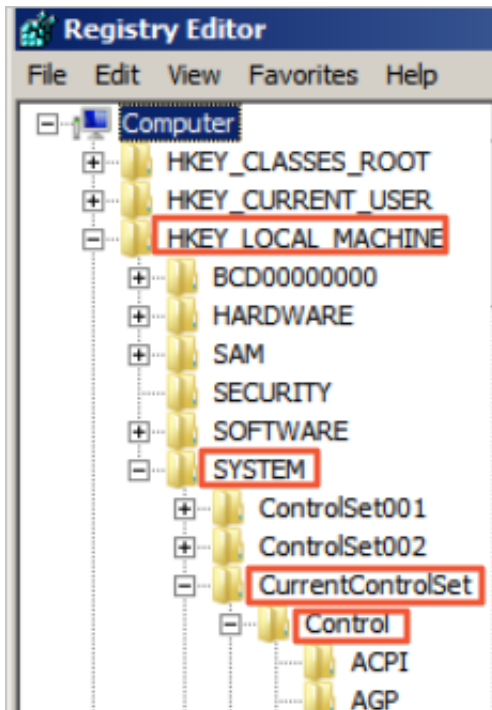 Registry Editor
File Edit View Favorites Help
Computer
HKEY_CLASSES_ROOT
HKEY_CURRENT_USER
HKEY_LOCAL_MACHINE
BCD00000000
HARDWARE
SAM
SECURITY
SOFTWARE
SYSTEM
ControlSet001
ControlSet002
CurrentControlSet
Control
ACPI
AGP